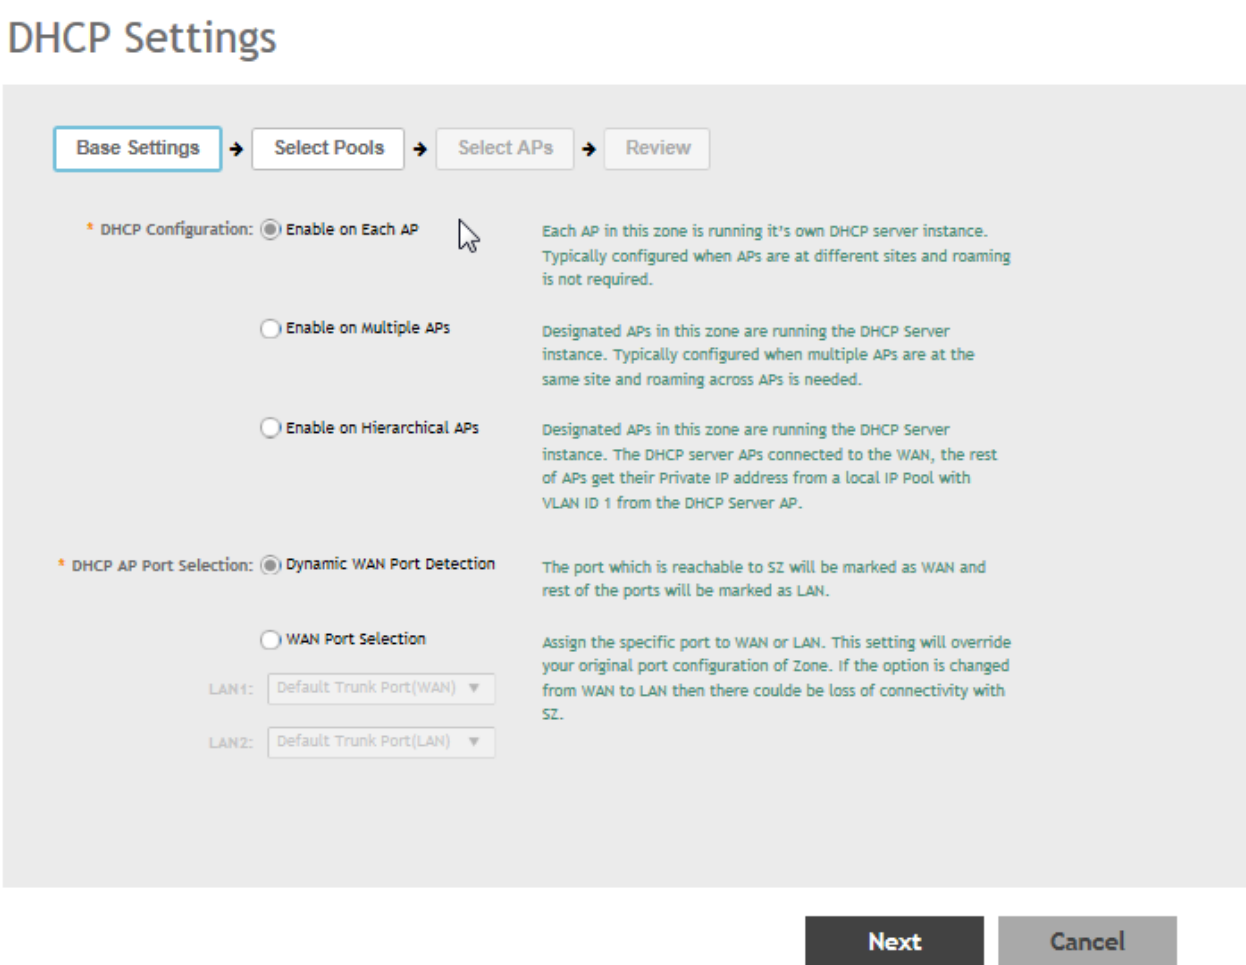 DHCP Settings
Base Settings → Select Pools → Select APs → Review
* DHCP Configuration: Enable on Each AP
Each AP in this zone is running it's own DHCP server instance.
Typically configured when APs are at different sites and roaming
is not required.
Enable on Multiple APs
Designated APs in this zone are running the DHCP Server
instance. Typically configured when multiple APs are at the
same site and roaming across APs is needed.
Enable on Hierarchical APs
Designated APs in this zone are running the DHCP Server
instance. The DHCP server APs connected to the WAN, the rest
of APs get their Private IP address from a local IP Pool with
VLAN ID 1 from the DHCP Server AP.
* DHCP AP Port Selection: Dynamic WAN Port Detection
The port which is reachable to SZ will be marked as WAN and
rest of the ports will be marked as LAN.
WAN Port Selection
Assign the specific port to WAN or LAN. This setting will override
your original port configuration of Zone. If the option is changed
from WAN to LAN then there coulde be loss of connectivity with
SZ.
LAN1: Default Trunk Port(WAN) ▼
LAN2: Default Trunk Port(LAN) ▼
Next Cancel